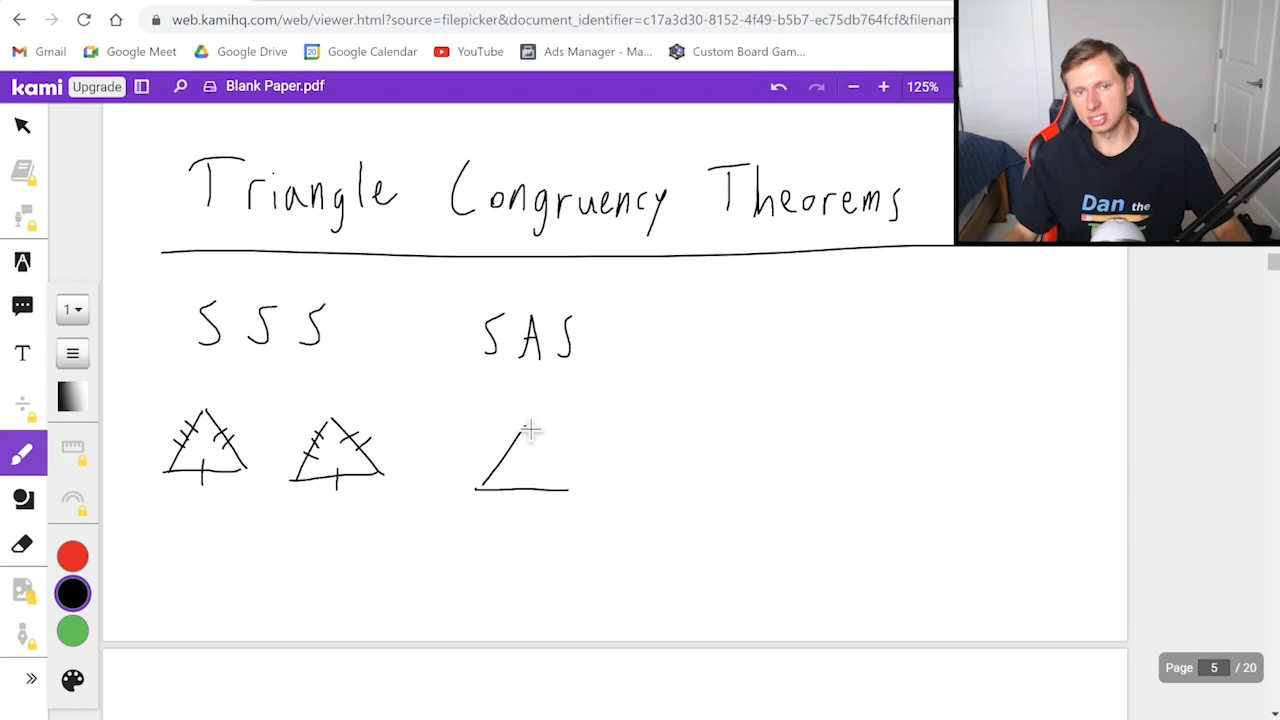 web.kamihq.com/web/viewer.html?source=filepicker&document_identifier=c17a3d30-8152-4f49-b5b7-ec75db764fcf&filenam
Gmail Google Meet Google Drive 20 Google Calendar YouTube Ads Manager - Ma... Custom Board Gam...
kami Upgrade Blank Paper.pdf 125%
Dan the
Triangle Congruency Theorems
1
S S S S A S
A
T
Page 5 / 20